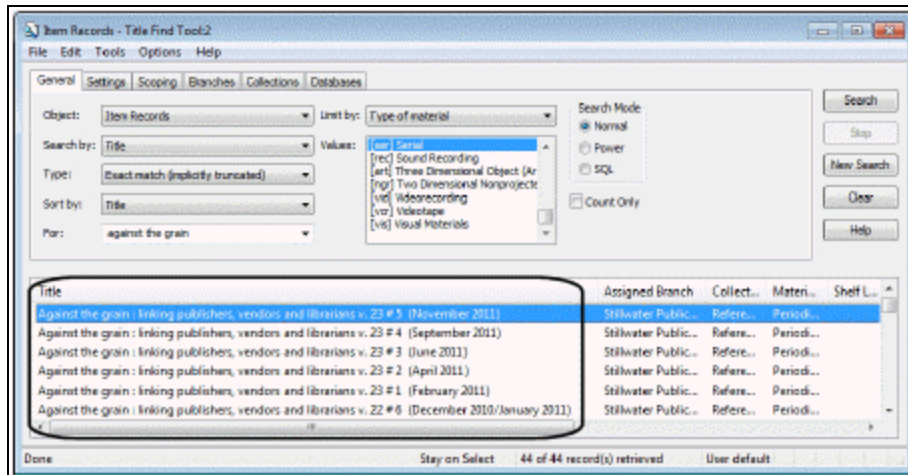 Item Records - Title Find Tool:2
File Edit Tools Options Help
General Settings Scoping Branches Collections Databases
Object: Item Records Limit by: Type of material Search Mode Search
Normal
Search by: Title Values: [ser] Serial Power Stop
[rec] Sound Recording
Type: Exact match (implicitly truncated) [art] Three Dimensional Object (Ar SQL New Search
[ngr] Two Dimensional Nonprojecte
Sort by: Title [vid] Videorecording Count Only Clear
[vcr] Videotape
For: against the grain [vis] Visual Materials Help
Title Assigned Branch Collect... Materi... Shelf L...
Against the grain : linking publishers, vendors and librarians v. 23 # 5 (November 2011) Stillwater Public... Refere... Periodi...
Against the grain : linking publishers, vendors and librarians v. 23 # 4 (September 2011) Stillwater Public... Refere... Periodi...
Against the grain : linking publishers, vendors and librarians v. 23 # 3 (June 2011) Stillwater Public... Refere... Periodi...
Against the grain : linking publishers, vendors and librarians v. 23 # 2 (April 2011) Stillwater Public... Refere... Periodi...
Against the grain : linking publishers, vendors and librarians v. 23 # 1 (February 2011) Stillwater Public... Refere... Periodi...
Against the grain : linking publishers, vendors and librarians v. 22 # 6 (December 2010/January 2011) Stillwater Public... Refere... Periodi...
Done Stay on Select 44 of 44 record(s) retrieved User default